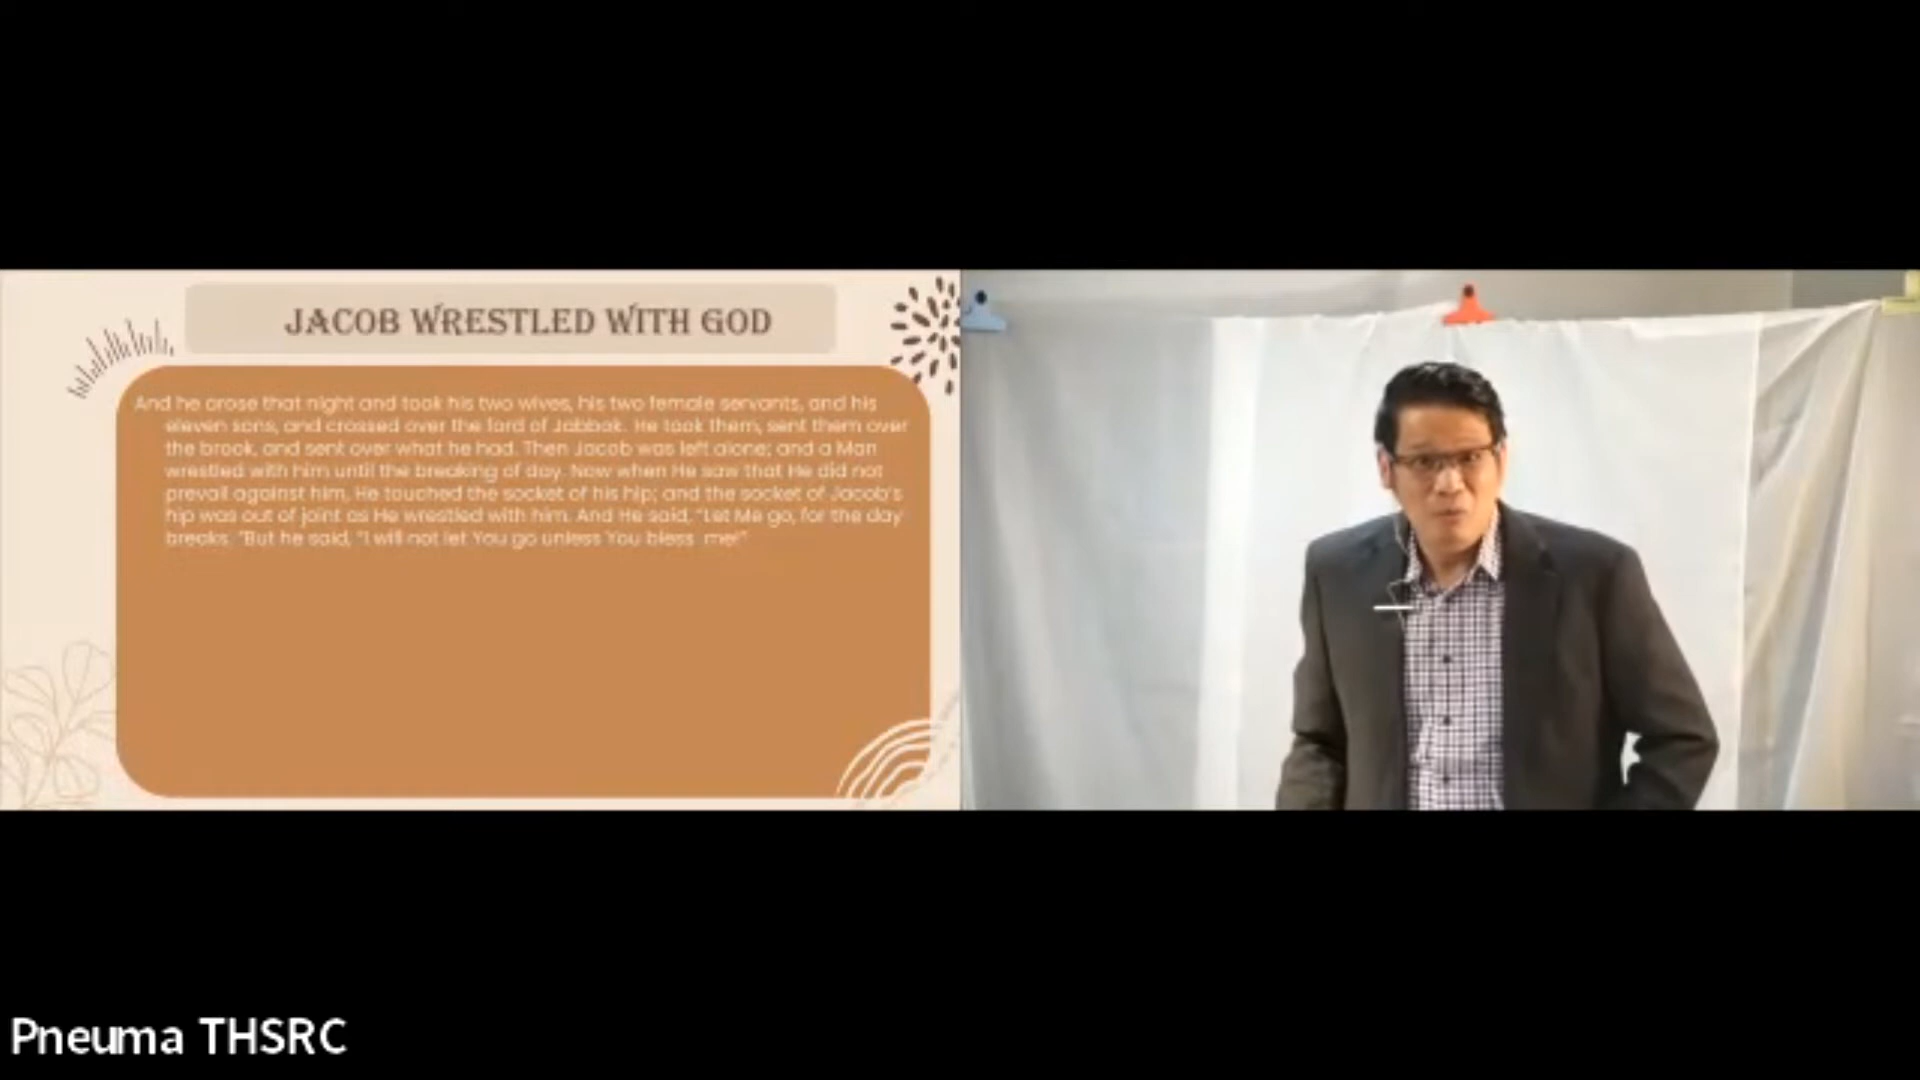 JACOB WRESTLED WITH GOD
And he arose that night and took his two wives, his two female servants, and his
eleven sons, and crossed over the ford of Jabbok. He took them, sent them over
the brook, and sent over what he had. Then Jacob was left alone; and a Man
wrestled with him until the breaking of day. Now when He saw that He did not
prevail against him, He touched the socket of his hip; and the socket of Jacob's
hip was out of joint as He wrestled with him. And He said, "Let Me go, for the day
breaks. "But he said, "I will not let You go unless You bless me!"
Pneuma THSRC